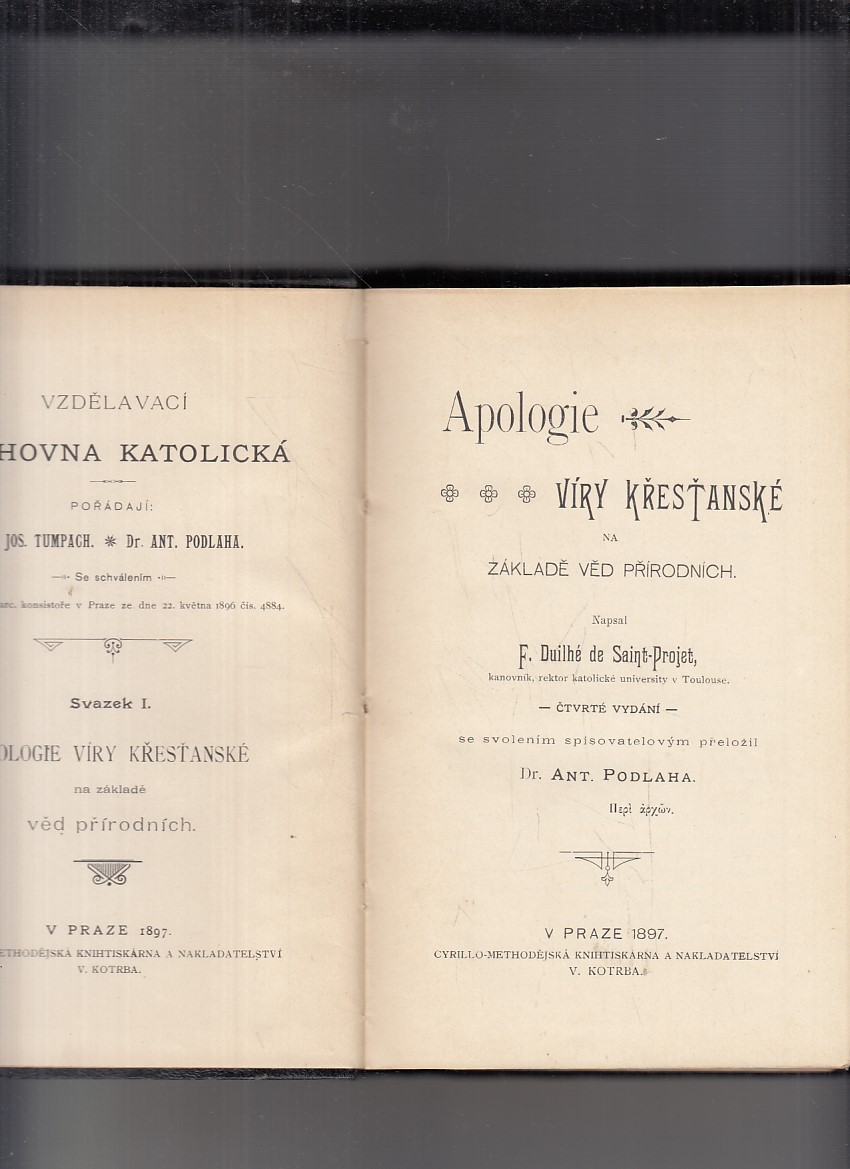 VZDĚLAVACÍ
HOVNA KATOLICKÁ
POŘÁDAJÍ:
JOS. TUMPACH. * Dr. ANT. PODLAHA.
Se schválením
arc. konsistoře v Praze ze dne 22. května 1896 čís. 4884.
Svazek I.
OLOGIE VÍRY KŘESŤANSKÉ
na základě
věd přírodních.
V PRAZE 1897.
ETHODĚJSKÁ KNIHTISKÁRNA A NAKLADATELSTVÍ
V. KOTRBA.
Apologie
VÍRY KŘESŤANSKÉ
NA
ZÁKLADĚ VĚD PŘÍRODNÍCH.
Napsal
F. Duilhé de Saint-Projet,
kanovník, rektor katolické university v Toulouse.
— ČTVRTÉ VYDÁNÍ —
se svolením spisovatelovým přeložil
Dr. ANT. PODLAHA.
Περὶ ἀρχῶν.
V PRAZE 1897.
CYRILLO-METHODĚJSKÁ KNIHTISKÁRNA A NAKLADATELSTVÍ
V. KOTRBA.